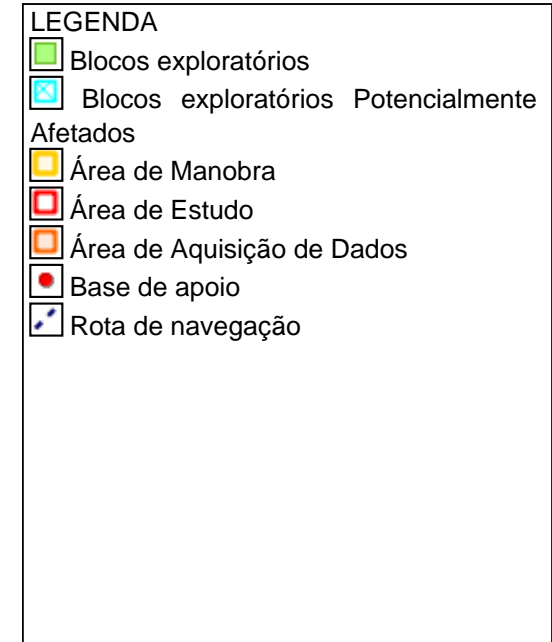 LEGENDA
Blocos exploratórios
Blocos exploratórios Potencialmente
Afetados
Área de Manobra
Área de Estudo
Área de Aquisição de Dados
Base de apoio
Rota de navegação